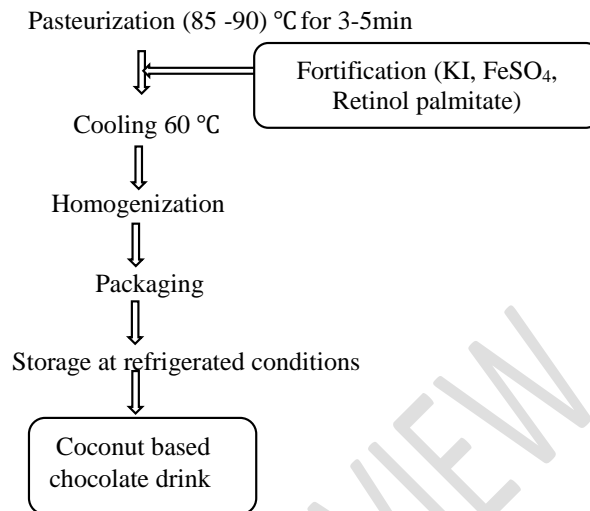 Pasteurization (85 -90) ℃ for 3-5min
Fortification (KI, FeSO₄,
Retinol palmitate)
Cooling 60 ℃
Homogenization
Packaging
Storage at refrigerated conditions
Coconut based
chocolate drink
VIEW